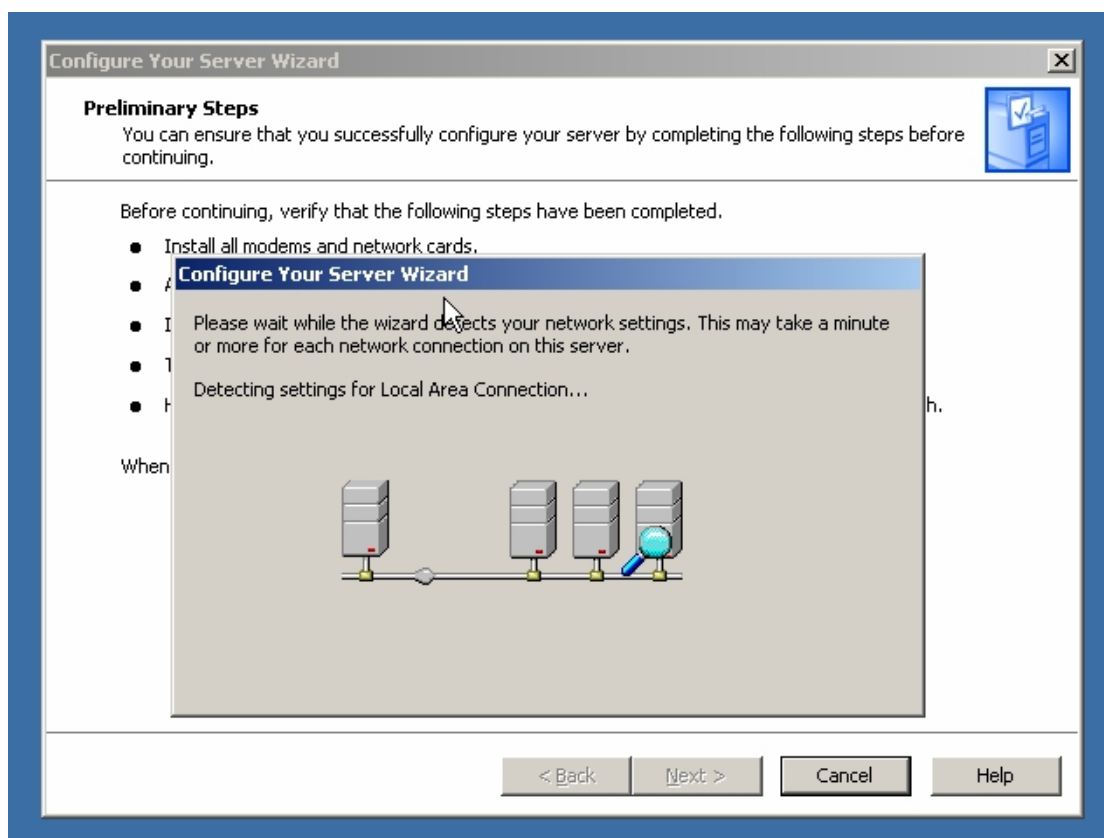 Configure Your Server Wizard
Preliminary Steps
You can ensure that you successfully configure your server by completing the following steps before
continuing.
Before continuing, verify that the following steps have been completed.
Install all modems and network cards.
Configure Your Server Wizard
Please wait while the wizard detects your network settings. This may take a minute
or more for each network connection on this server.
Detecting settings for Local Area Connection...
h.
When
< Back
Next >
Cancel
Help